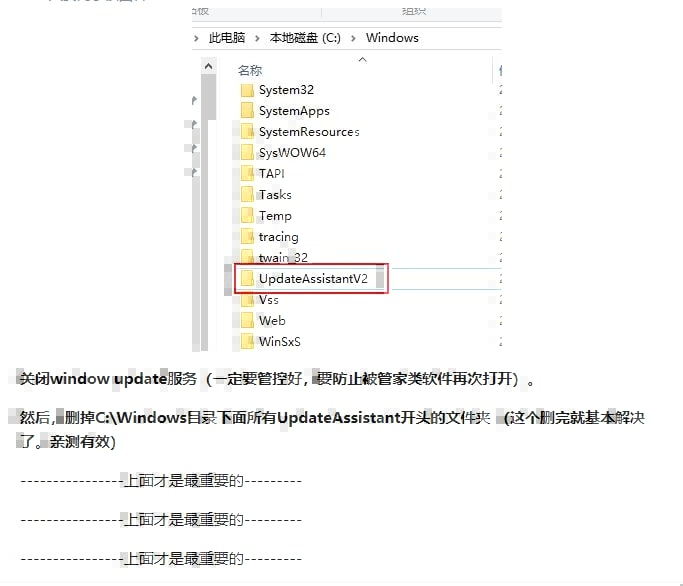 此电脑 > 本地磁盘 (C:) > Windows
名称
System32
SystemApps
SystemResources
SysWOW64
TAPI
Tasks
Temp
tracing
twain_32
UpdateAssistantV2
Vss
Web
WinSxS
关闭window update服务（一定要管控好，要防止被管家类软件再次打开）。
然后，删掉C:\Windows目录下面所有UpdateAssistant开头的文件夹（这个删完就基本解决
了。亲测有效）
----------------上面才是最重要的---------
----------------上面才是最重要的---------
----------------上面才是最重要的---------